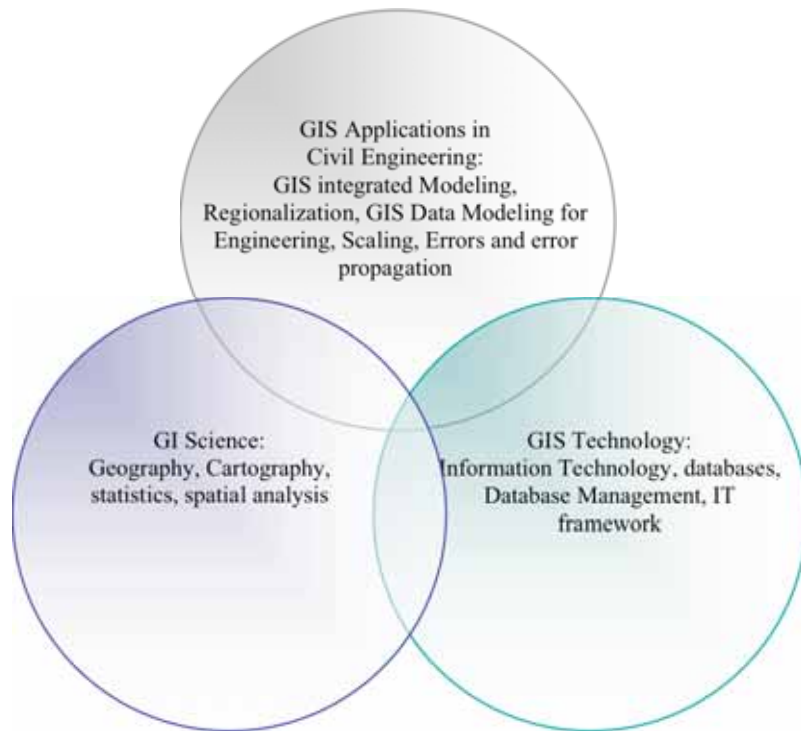 GIS Applications in
Civil Engineering:
GIS integrated Modeling,
Regionalization, GIS Data Modeling for
Engineering, Scaling, Errors and error
propagation
GI Science:
Geography, Cartography,
statistics, spatial analysis
GIS Technology:
Information Technology, databases,
Database Management, IT
framework